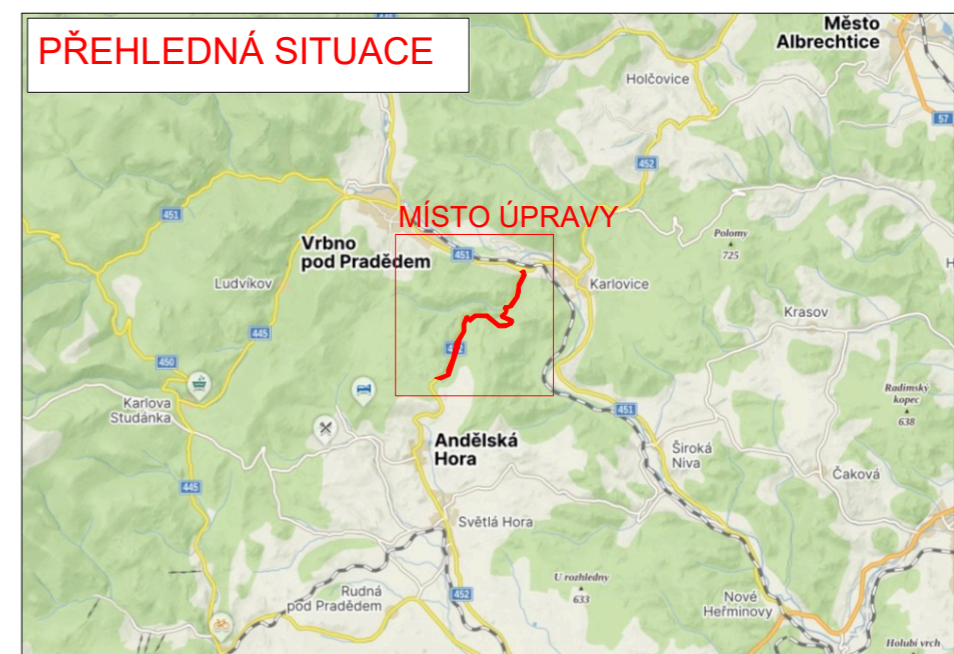 PŘEHLEDNÁ SITUACE
Město
Albrechtice
Holčovice
57
452
451
MÍSTO ÚPRAVY
Polomy
725
Vrbno
pod Pradědem
451
Ludvíkov
Karlovice
H
Krasov
445
450
Radimský
kopec
638
Karlova
Studánka
451
Andělská
Hora
Široká
Niva
Čaková
445
Světlá Hora
U rozhledny
633
Rudná
pod Pradědem
452
Nové
Heřminovy
Holubí vrch